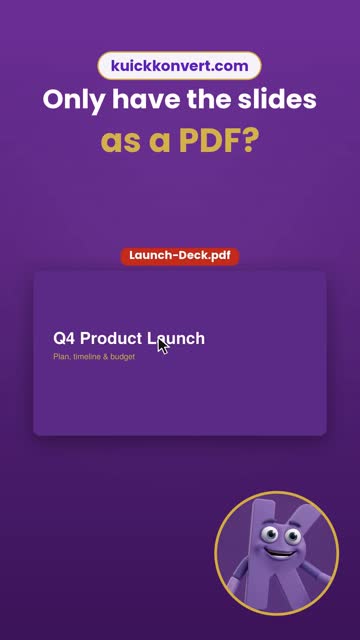 kuickkonvert.com
Only have the slides
as a PDF?
Launch-Deck.pdf
Q4 Product Launch
Plan, timeline & budget